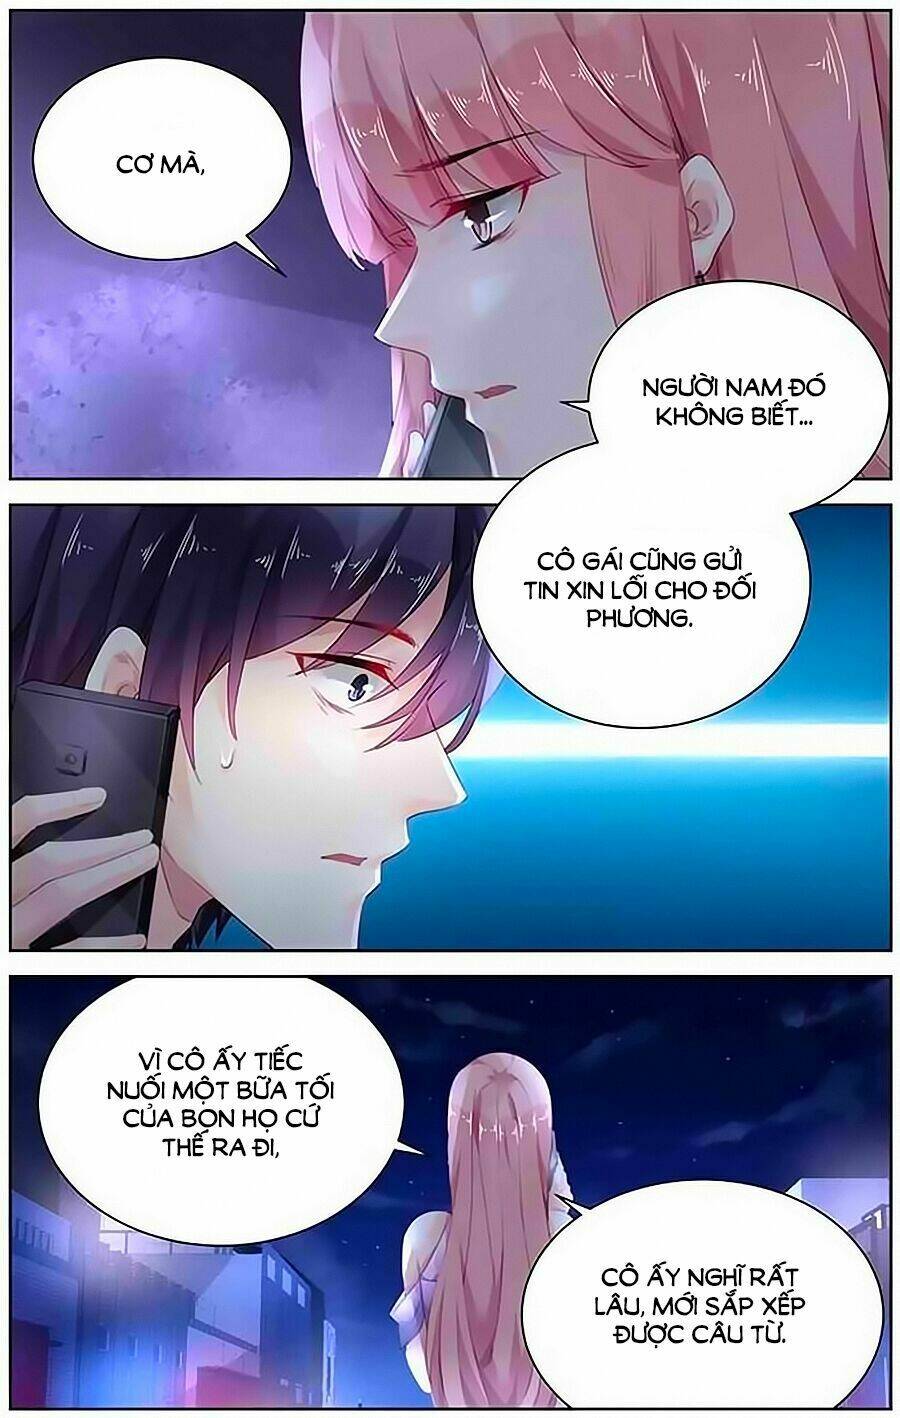 CƠ MÀ,
NGƯỜI NAM ĐÓ
KHÔNG BIẾT...
CÔ GÁI CŨNG GỬI
TIN XIN LỖI CHO ĐỐI
PHƯƠNG.
VÌ CÔ ẤY TIẾC
NUỐI MỘT BỮA TỐI
CỦA BỌN HỌ CỨ
THẾ RA ĐI,
CÔ ẤY NGHĨ RẤT
LÂU, MỚI SẮP XẾP
ĐƯỢC CÂU TỪ.